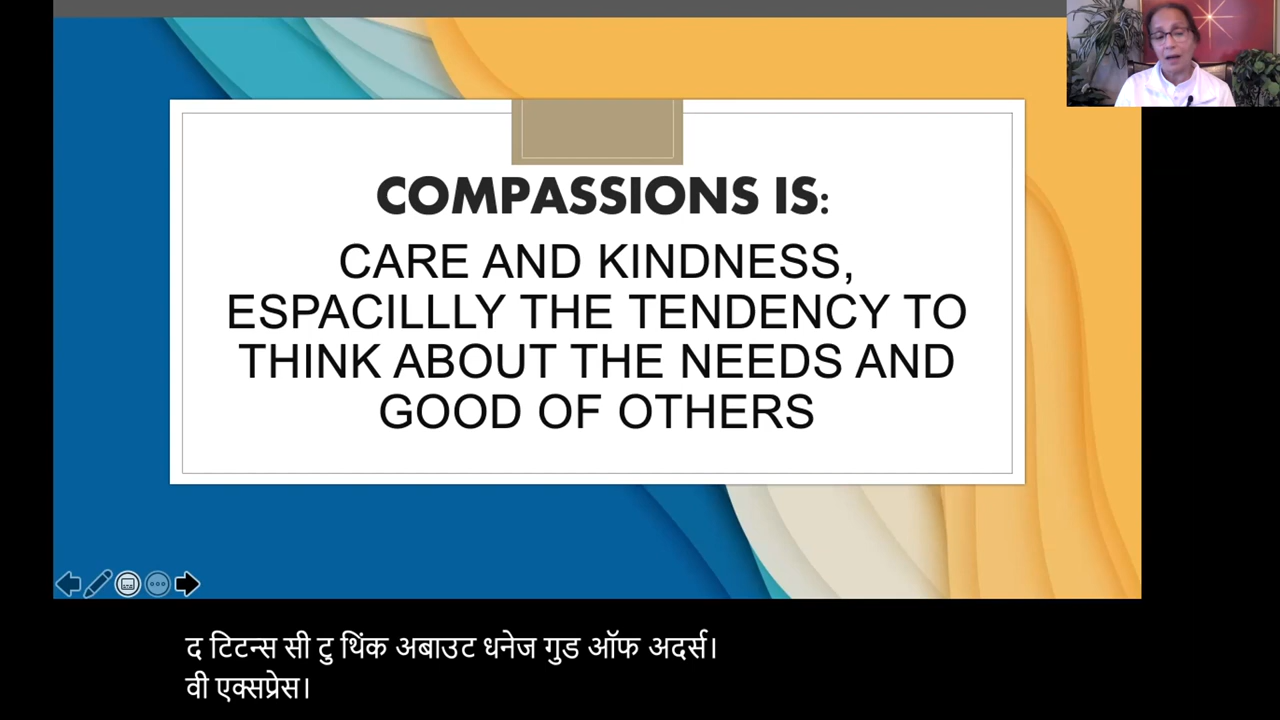 COMPASSIONS IS:
CARE AND KINDNESS,
ESPACILLLY THE TENDENCY TO
THINK ABOUT THE NEEDS AND
GOOD OF OTHERS
द टिटन्स सी टु थिंक अबाउट धनेज गुड ऑफ अदर्स।
वी एक्सप्रेस।